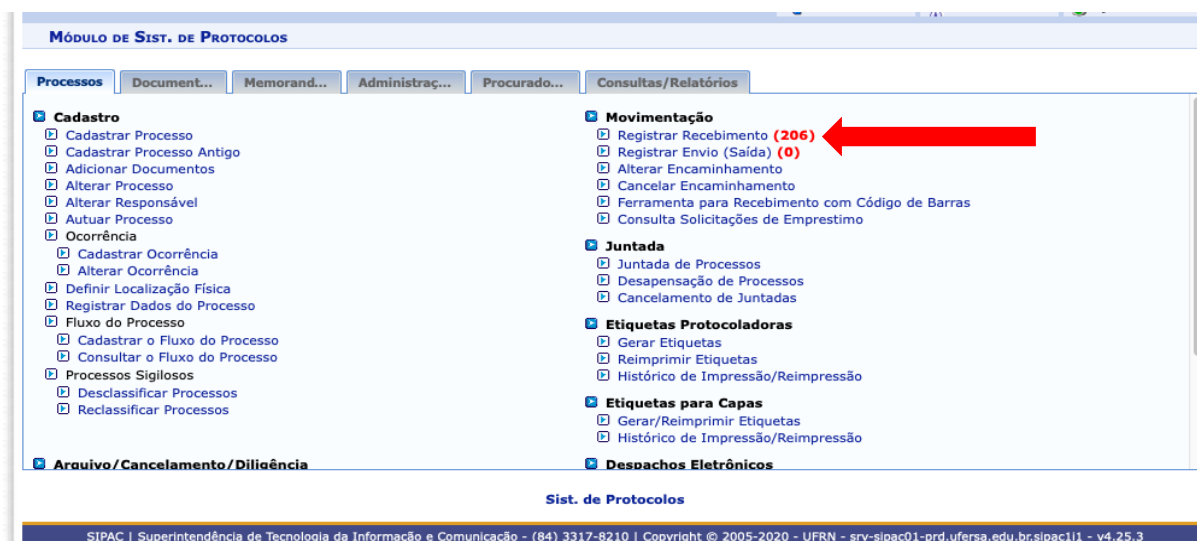 MÓDULO DE SIST. DE PROTOCOLOS
Processos Document... Memorand... Administraç... Procurado... Consultas/Relatórios
Cadastro
Cadastrar Processo
Cadastrar Processo Antigo
Adicionar Documentos
Alterar Processo
Alterar Responsável
Autuar Processo
Ocorrência
Cadastrar Ocorrência
Alterar Ocorrência
Definir Localização Física
Registrar Dados do Processo
Fluxo do Processo
Cadastrar o Fluxo do Processo
Consultar o Fluxo do Processo
Processos Sigilosos
Desclassificar Processos
Reclassificar Processos
Arquivo/Cancelamento/Diligência
Movimentação
Registrar Recebimento (206)
Registrar Envio (Saída) (0)
Alterar Encaminhamento
Cancelar Encaminhamento
Ferramenta para Recebimento com Código de Barras
Consulta Solicitações de Emprestimo
Juntada
Juntada de Processos
Desapensação de Processos
Cancelamento de Juntadas
Etiquetas Protocoladoras
Gerar Etiquetas
Reimprimir Etiquetas
Histórico de Impressão/Reimpressão
Etiquetas para Capas
Gerar/Reimprimir Etiquetas
Histórico de Impressão/Reimpressão
Despachos Eletrônicos
Sist. de Protocolos
SIPAC | Superintendência de Tecnologia da Informação e Comunicação - (84) 3317-8210 | Copyright © 2005-2020 - UFRN - srv-sipac01-prd.ufersa.edu.br.sipac1i1 - v4.25.3